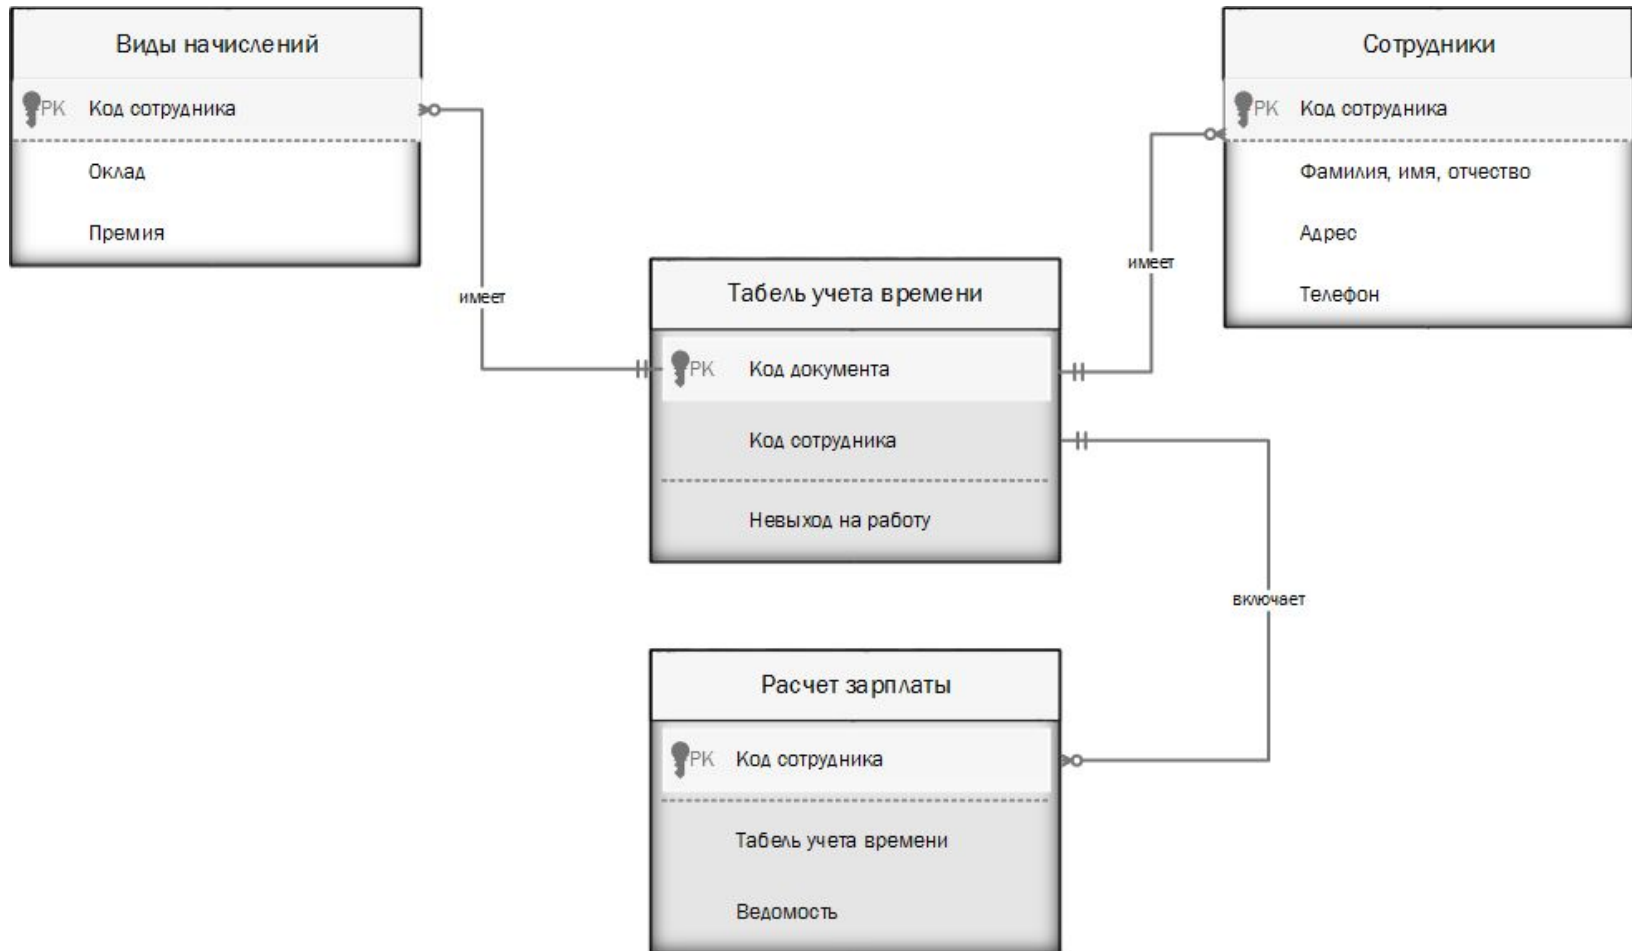 Виды начислений
PK Код сотрудника
Оклад
Премия
Сотрудники
PK Код сотрудника
Фамилия, имя, отчество
Адрес
Телефон
имеет
имеет
Табель учета времени
PK Код документа
Код сотрудника
Невыход на работу
включает
Расчет зарплаты
PK Код сотрудника
Табель учета времени
Ведомость